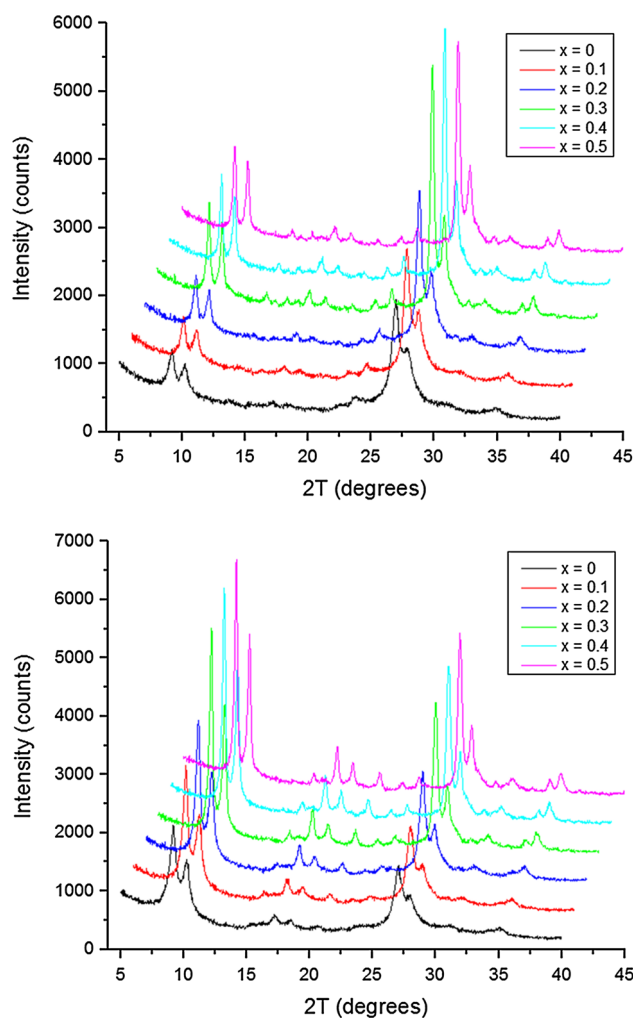 6000
5000
4000
3000
2000
1000
0
Intensity (counts)
5 10 15 20 25 30 35 40 45
2T (degrees)
x = 0
x = 0.1
x = 0.2
x = 0.3
x = 0.4
x = 0.5
7000
6000
5000
4000
3000
2000
1000
0
Intensity (counts)
5 10 15 20 25 30 35 40 45
2T (degrees)
x = 0
x = 0.1
x = 0.2
x = 0.3
x = 0.4
x = 0.5